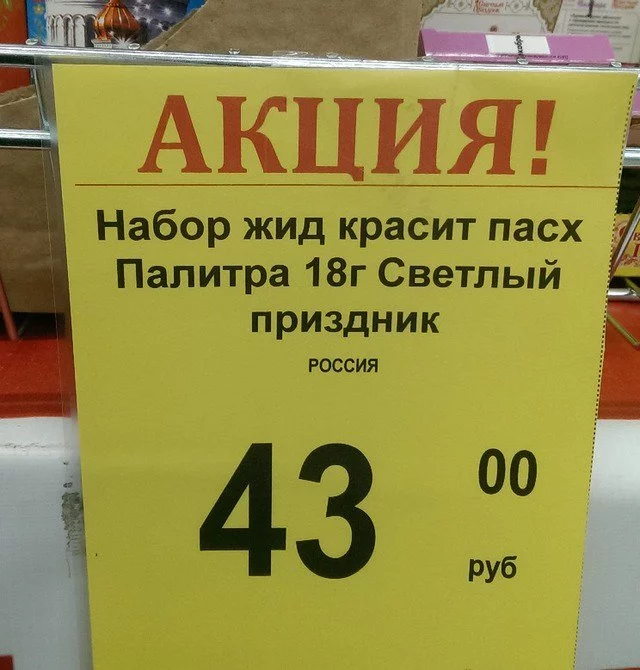 АКЦИЯ!
Набор жид красит пасх
Палитра 18г Светлый
приздник
РОССИЯ
43
00
руб